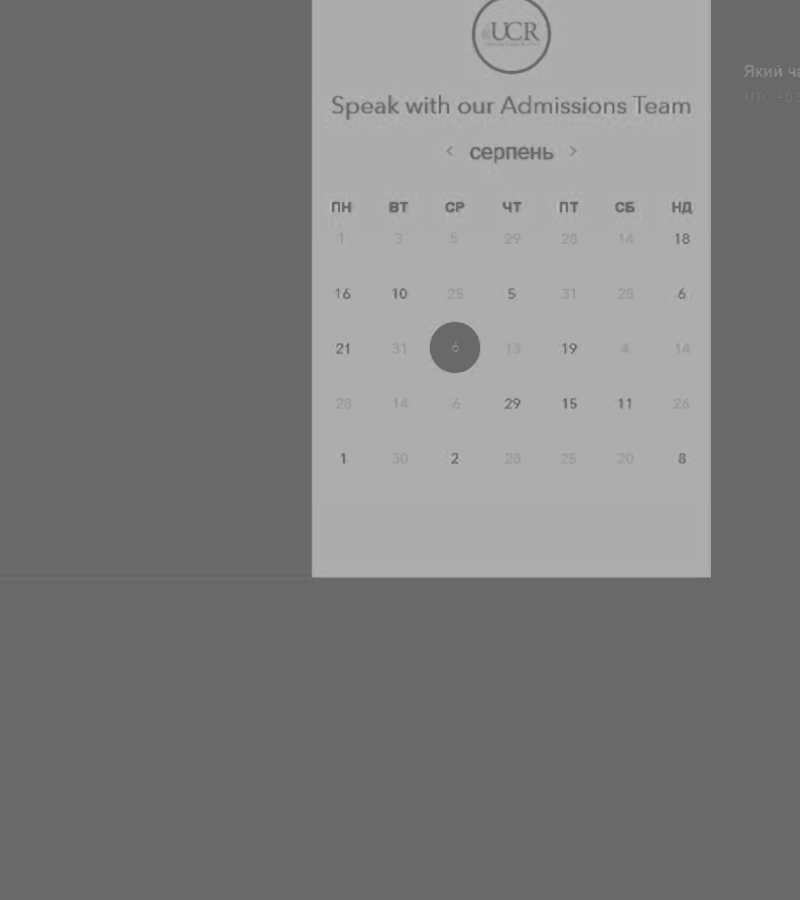 UCR
Який ча
Speak with our Admissions Team
< серпень >
ПН ВТ СР ЧТ ПТ СБ НД
1 3 5 29 28 14 18
16 10 25 5 31 28 6
21 31 6 13 19 4 14
28 14 6 29 15 11 26
1 30 2 28 25 20 8